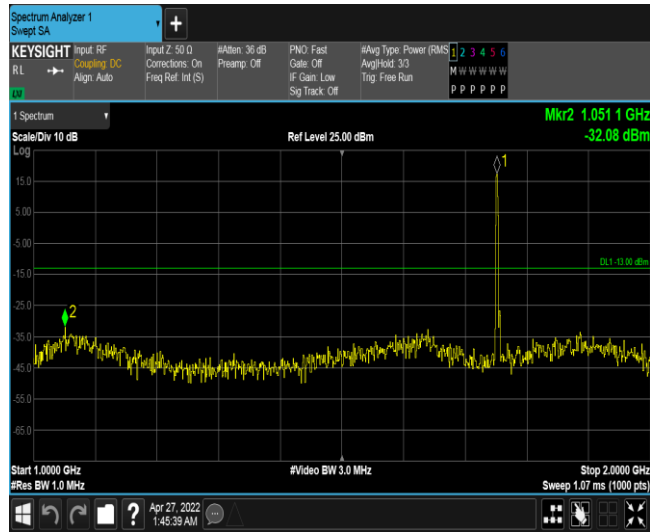 Spectrum Analyzer 1
Swept SA
+
KEYSIGHT
RL
LXI
Input: RF
Coupling: DC
Align: Auto
Input Z: 50 Ω
Corrections: On
Freq Ref: Int (S)
#Atten: 36 dB
Preamp: Off
PNO: Fast
Gate: Off
IF Gain: Low
Sig Track: Off
#Avg Type: Power (RMS
Avg|Hold: 3/3
Trig: Free Run
1 2 3 4 5 6
M W W W W W
P P P P P P
1 Spectrum
Mkr2 1.051 1 GHz
-32.08 dBm
Scale/Div 10 dB
Ref Level 25.00 dBm
Log
1
15.0
5.00
-5.00
DL1 -13.00 dBm
-15.0
-25.0
2
-35.0
-45.0
-55.0
-65.0
Start 1.0000 GHz
#Video BW 3.0 MHz
Stop 2.0000 GHz
#Res BW 1.0 MHz
Sweep 1.07 ms (1000 pts)
?
Apr 27, 2022
1:45:39 AM